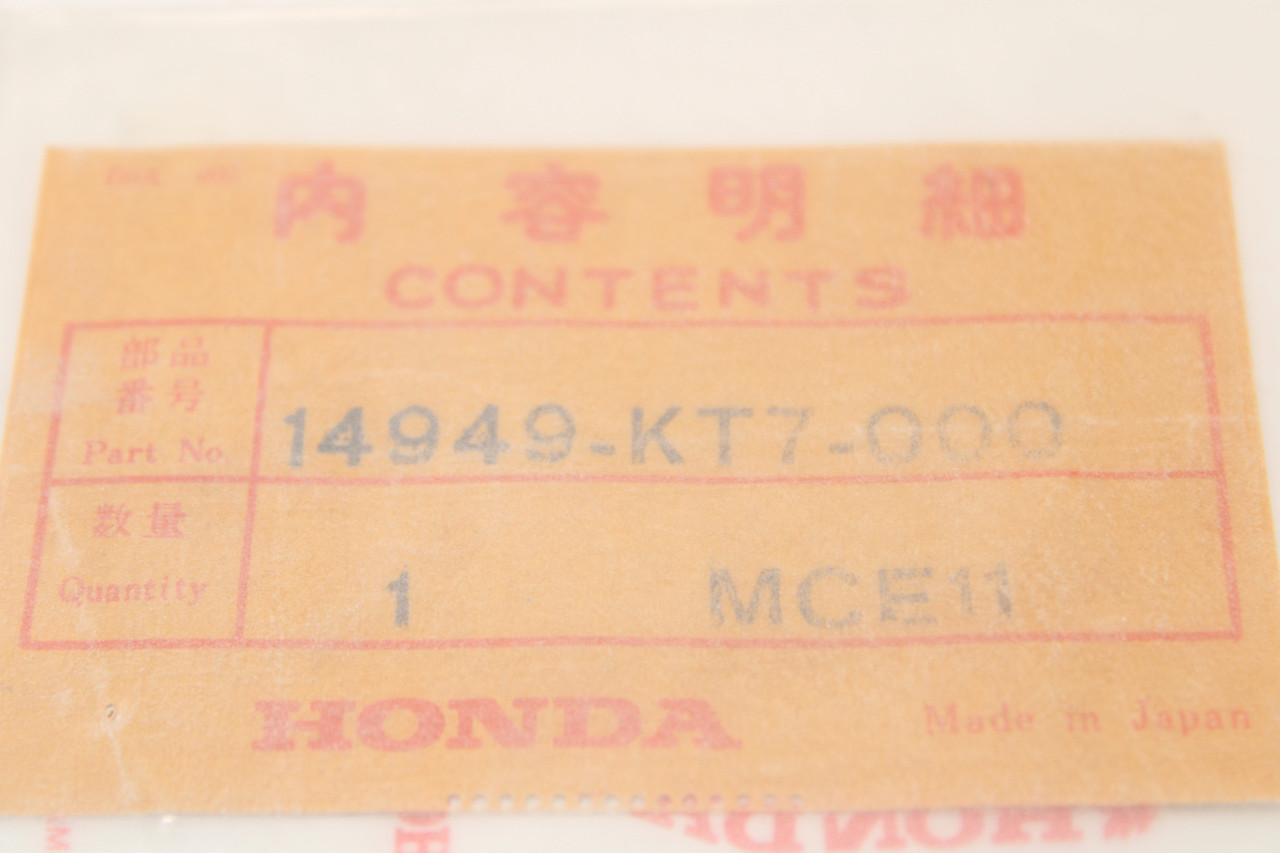 内容明細
CONTENTS
部品
番号
Part No.
14949-KT7-000
数量
Quantity
1 MCE11
HONDA
Made in Japan
HONDA